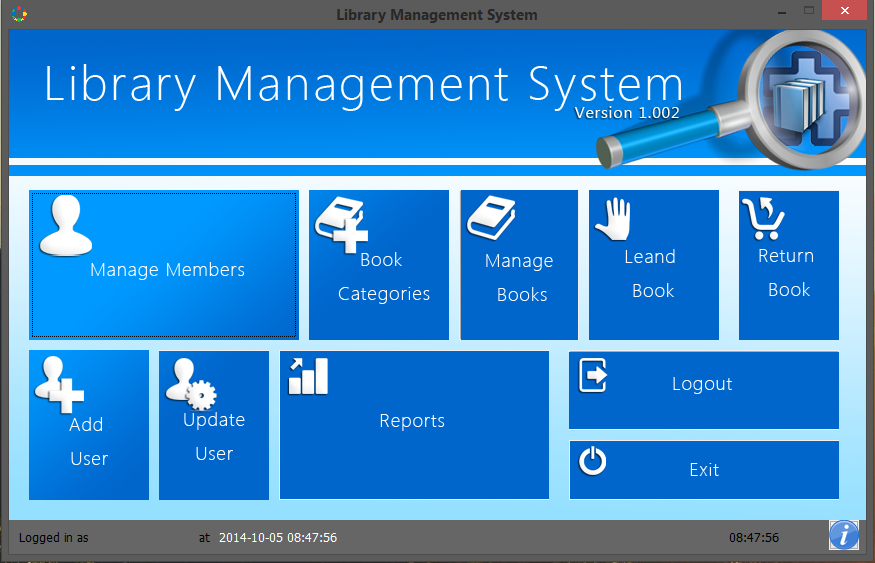 Library Management System
Library Management System
Version 1.002
Manage Members
Book
Categories
Manage
Books
Leand
Book
Return
Book
Add
User
Update
User
Reports
Logout
Exit
Logged in as at 2014-10-05 08:47:56 08:47:56